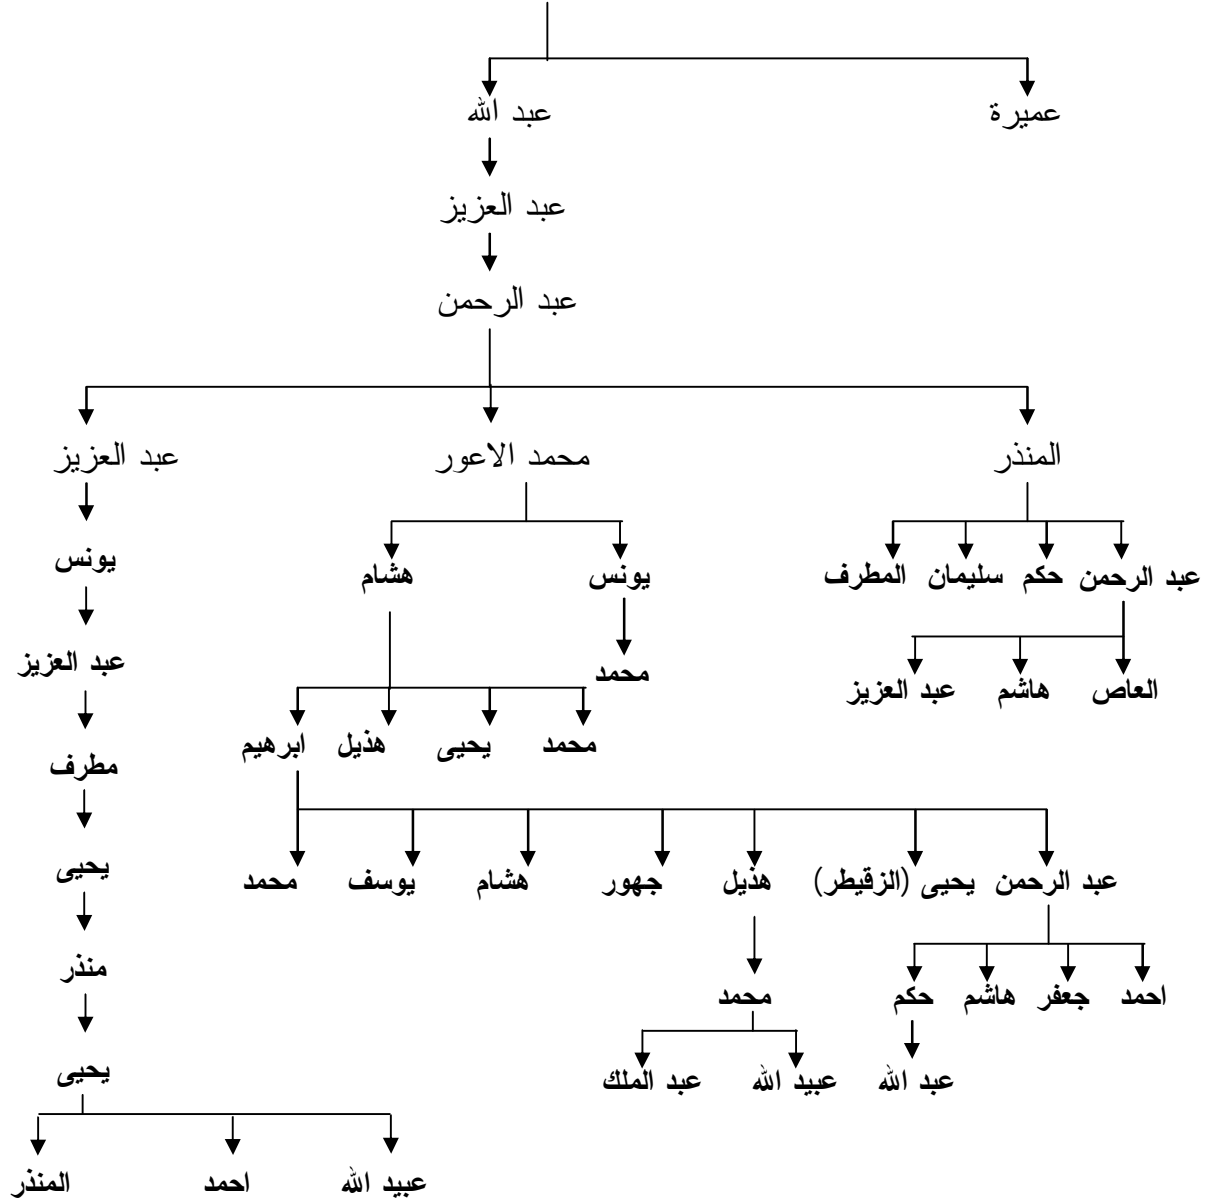 عميرة عبد الله
عبد العزيز
عبد الرحمن
المنذر محمد الاعور عبد العزيز
عبد الرحمن حكم سليمان المطرف يونس هشام يونس
العاص هاشم عبد العزيز محمد عبد العزيز
محمد يحيى هذيل ابرهيم مطرف
عبد الرحمن يحيى (الزقيطر) هذيل جهور هشام يوسف محمد يحيى
احمد جعفر هاشم حكم محمد منذر
عبد الله عبيد الله عبد الملك يحيى
عبيد الله احمد المنذر